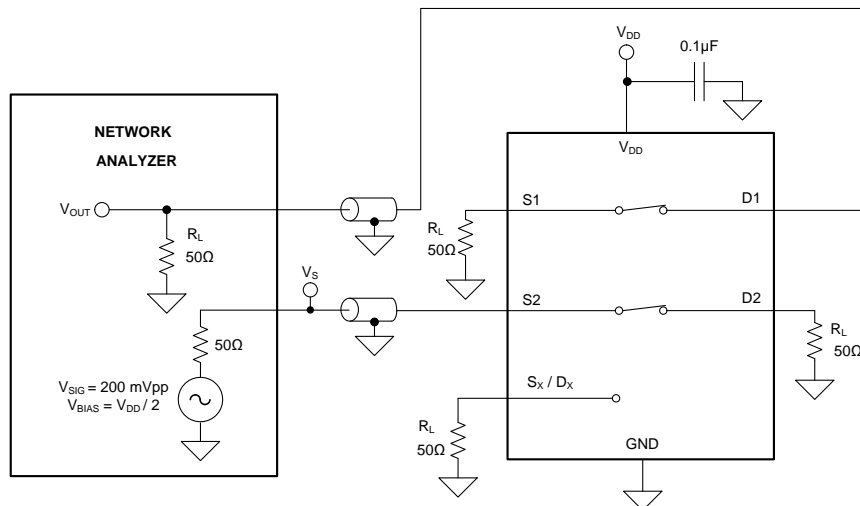 V_DD
0.1µF
NETWORK
ANALYZER
V_DD
V_OUT
S1
D1
R_L
50Ω
R_L
50Ω
V_S
S2
D2
50Ω
R_L
50Ω
V_SIG = 200 mVpp
V_BIAS = V_DD / 2
S_X / D_X
R_L
50Ω
GND